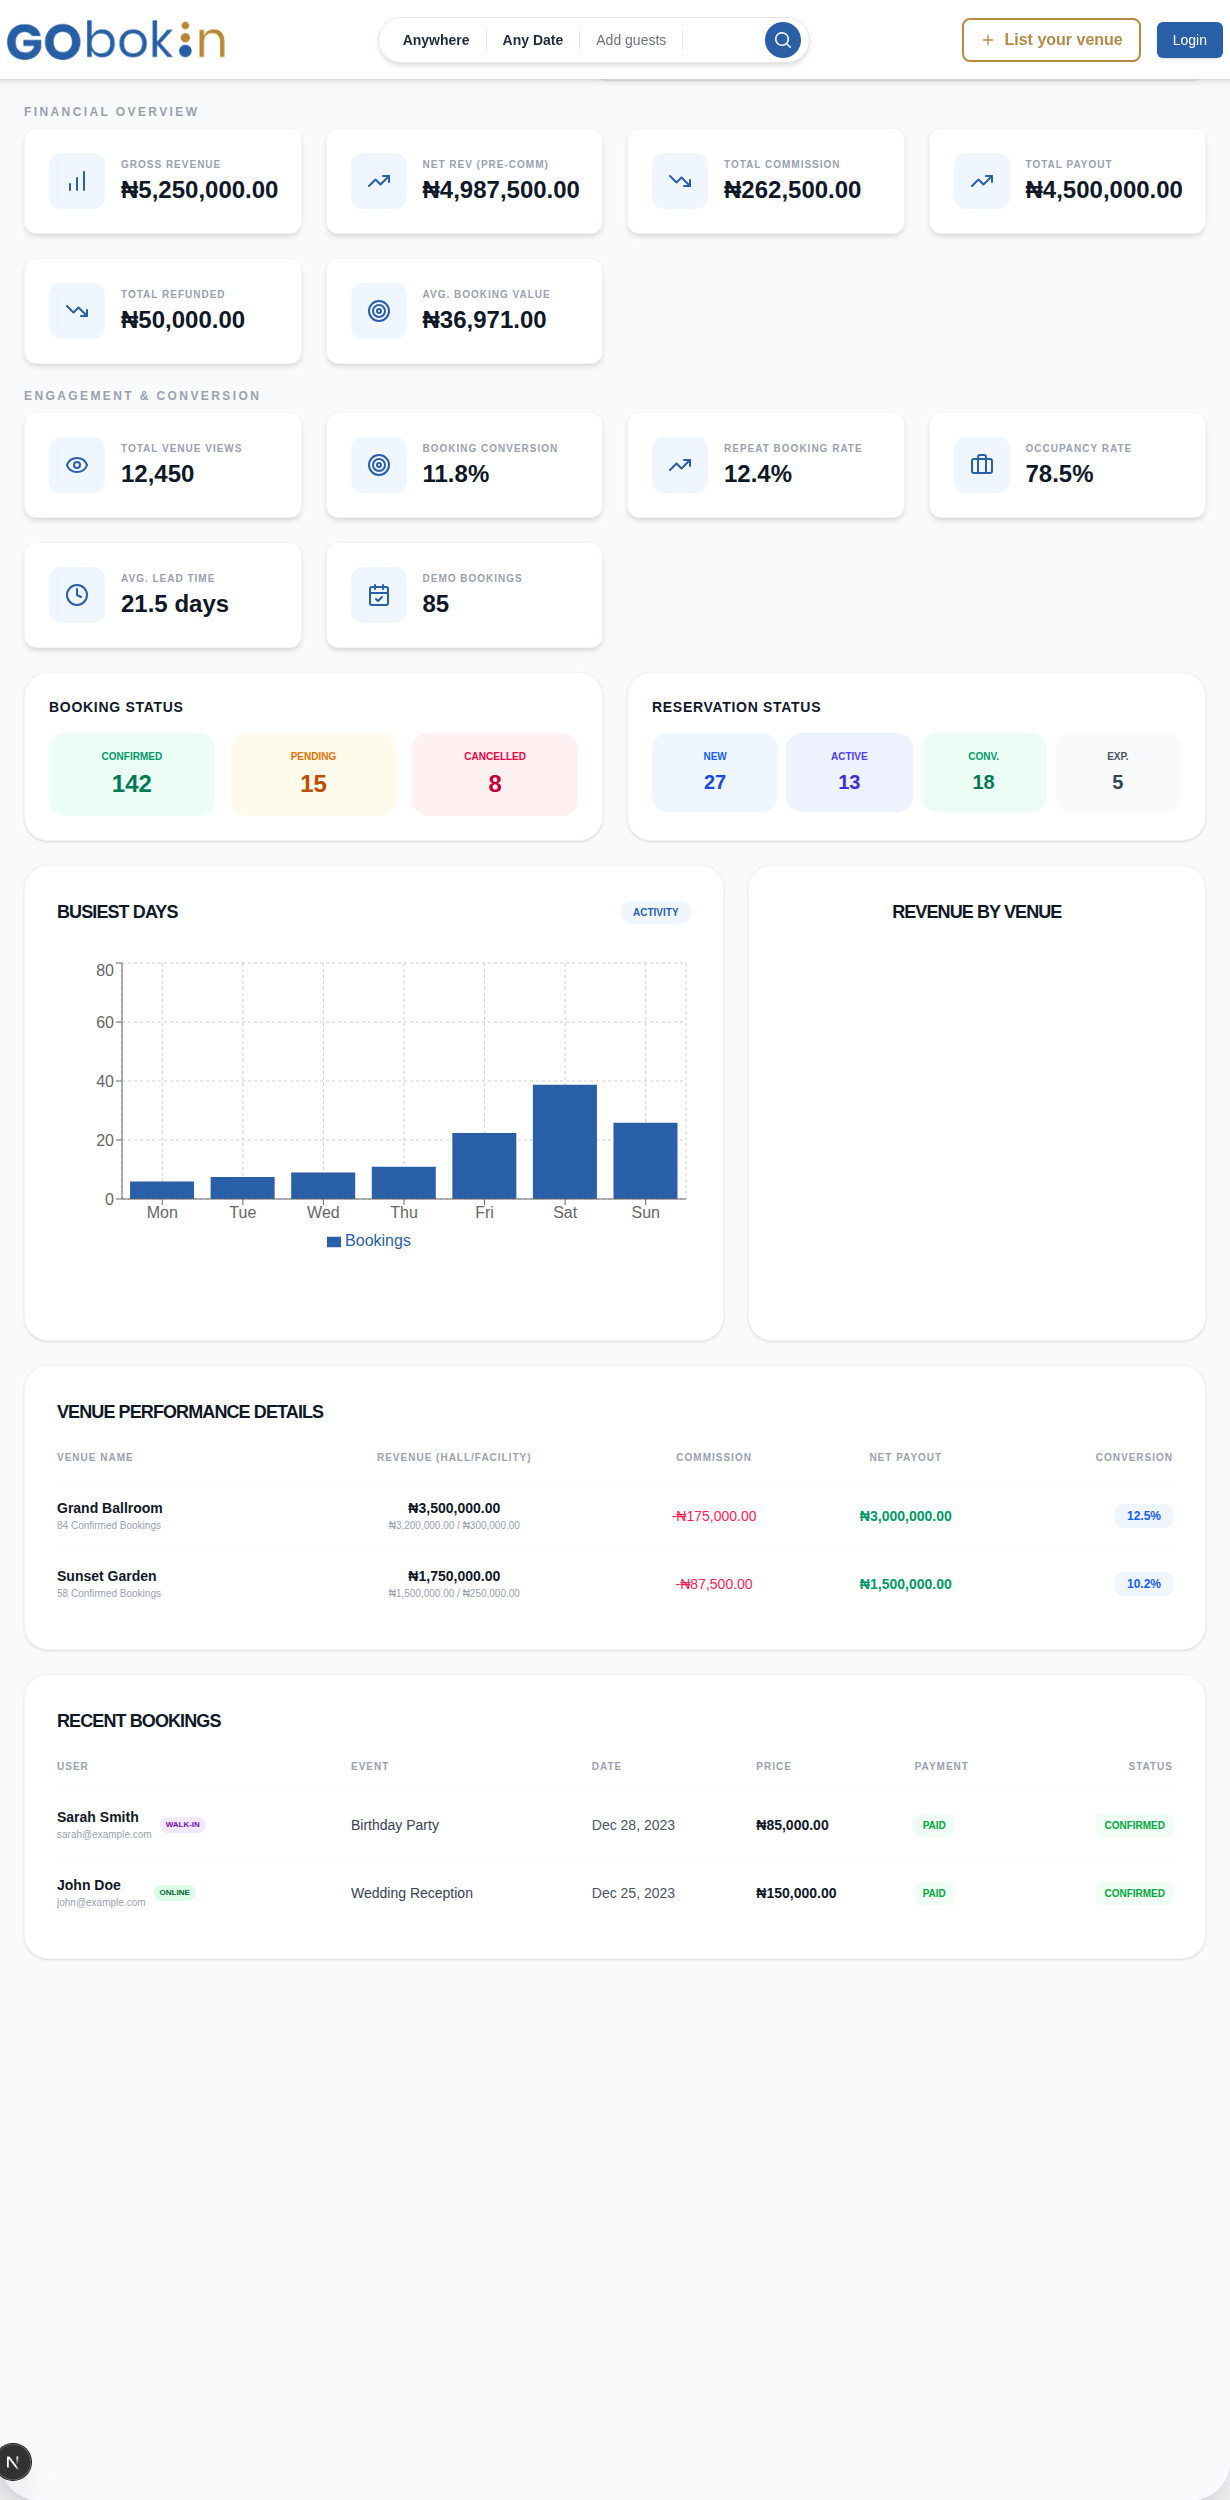 GObokin
Anywhere
Any Date
Add guests
List your venue
Login
FINANCIAL OVERVIEW
GROSS REVENUE
₦5,250,000.00
NET REV (PRE-COMM)
₦4,987,500.00
TOTAL COMMISSION
₦262,500.00
TOTAL PAYOUT
₦4,500,000.00
TOTAL REFUNDED
₦50,000.00
AVG. BOOKING VALUE
₦36,971.00
ENGAGEMENT & CONVERSION
TOTAL VENUE VIEWS
12,450
BOOKING CONVERSION
11.8%
REPEAT BOOKING RATE
12.4%
OCCUPANCY RATE
78.5%
AVG. LEAD TIME
21.5 days
DEMO BOOKINGS
85
BOOKING STATUS
CONFIRMED
142
PENDING
15
CANCELLED
8
RESERVATION STATUS
NEW
27
ACTIVE
13
CONV.
18
EXP.
5
BUSIEST DAYS
ACTIVITY
80
60
40
20
0
Mon Tue Wed Thu Fri Sat Sun
Bookings
REVENUE BY VENUE
VENUE PERFORMANCE DETAILS
VENUE NAME REVENUE (HALL/FACILITY) COMMISSION NET PAYOUT CONVERSION
Grand Ballroom ₦3,500,000.00 -₦175,000.00 ₦3,000,000.00 12.5%
84 Confirmed Bookings ₦3,200,000.00 / ₦300,000.00
Sunset Garden ₦1,750,000.00 -₦87,500.00 ₦1,500,000.00 10.2%
58 Confirmed Bookings ₦1,500,000.00 / ₦250,000.00
RECENT BOOKINGS
USER EVENT DATE PRICE PAYMENT STATUS
Sarah Smith WALK-IN Birthday Party Dec 28, 2023 ₦85,000.00 PAID CONFIRMED
sarah@example.com
John Doe ONLINE Wedding Reception Dec 25, 2023 ₦150,000.00 PAID CONFIRMED
john@example.com
N